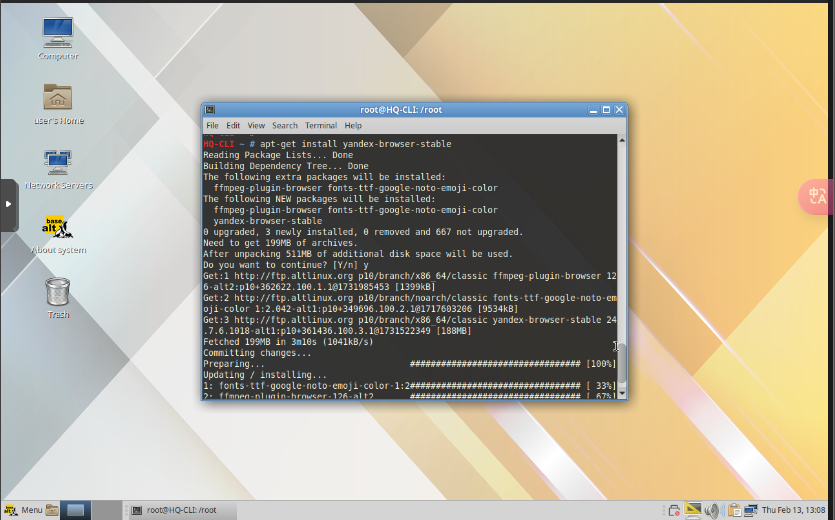 Computer
user's Home
Network Servers
base
alt
About system
Trash
root@HQ-CLI: /root
File Edit View Search Terminal Help
HQ-CLI ~ # apt-get install yandex-browser-stable
Reading Package Lists... Done
Building Dependency Tree... Done
The following extra packages will be installed:
ffmpeg-plugin-browser fonts-ttf-google-noto-emoji-color
The following NEW packages will be installed:
ffmpeg-plugin-browser fonts-ttf-google-noto-emoji-color
yandex-browser-stable
0 upgraded, 3 newly installed, 0 removed and 667 not upgraded.
Need to get 199MB of archives.
After unpacking 511MB of additional disk space will be used.
Do you want to continue? [Y/n] y
Get:1 http://ftp.altlinux.org p10/branch/x86_64/classic ffmpeg-plugin-browser 12
6-alt2:p10+362622.100.1.1@1731985453 [1399kB]
Get:2 http://ftp.altlinux.org p10/branch/noarch/classic fonts-ttf-google-noto-em
oji-color 1:2.042-alt1:p10+349696.100.2.1@1717603206 [9534kB]
Get:3 http://ftp.altlinux.org p10/branch/x86_64/classic yandex-browser-stable 24
.7.6.1018-alt1:p10+361436.100.3.1@1731522349 [188MB]
Fetched 199MB in 3m10s (1041kB/s)
Committing changes...
Preparing... ################################# [100%]
Updating / installing...
1: fonts-ttf-google-noto-emoji-color-1:2################################# [ 33%]
2: ffmpeg-plugin-browser-126-alt2 ################################# [ 67%]
中A
Menu
root@HQ-CLI: /root
Thu Feb 13, 13:08